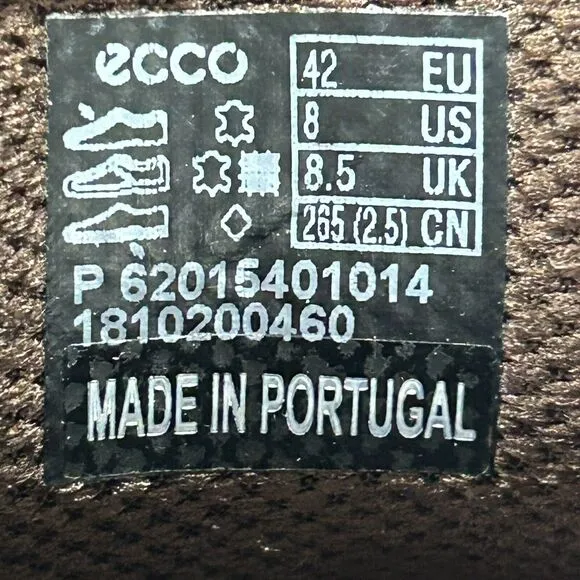 ecco
42 EU
8 US
8.5 UK
265 (2.5) CN
P 62015401014
1810200460
MADE IN PORTUGAL